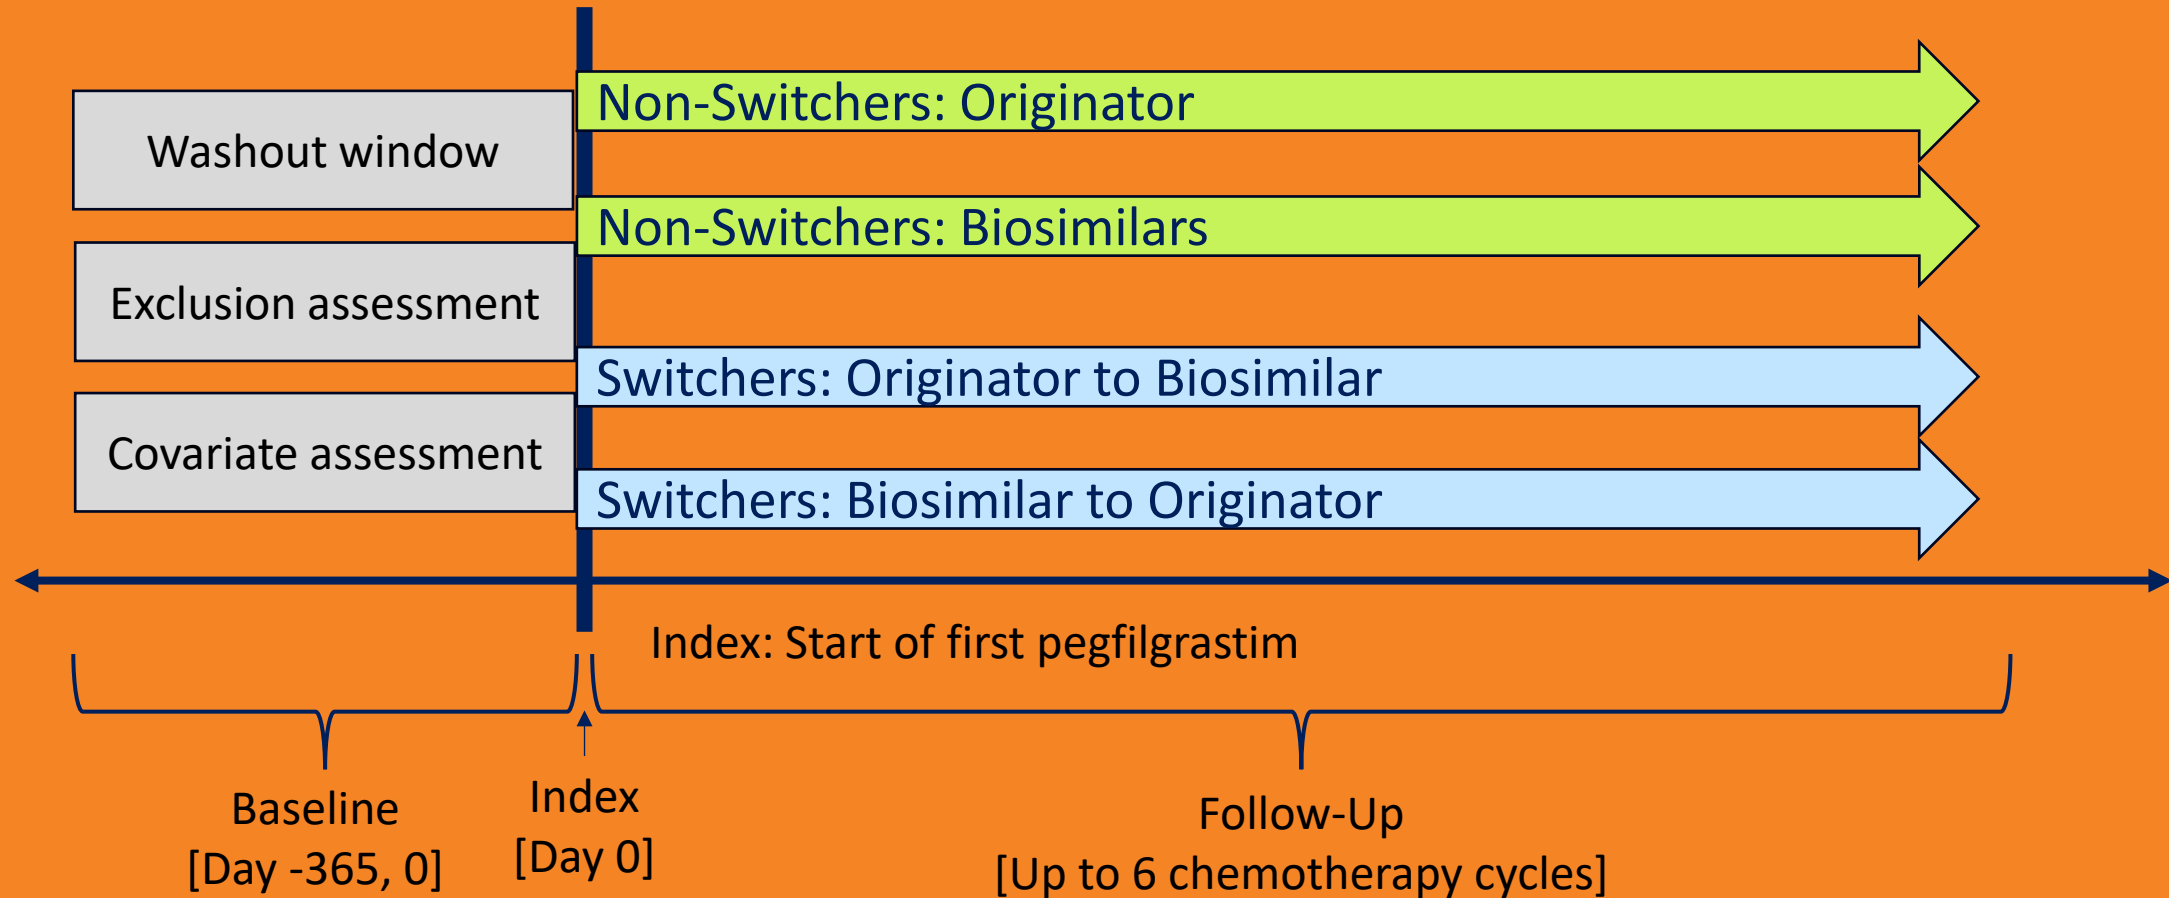 Washout window
Exclusion assessment
Covariate assessment
Non-Switchers: Originator
Non-Switchers: Biosimilars
Switchers: Originator to Biosimilar
Switchers: Biosimilar to Originator
Index: Start of first pegfilgrastim
Baseline
[Day -365, 0]
Index
[Day 0]
Follow-Up
[Up to 6 chemotherapy cycles]